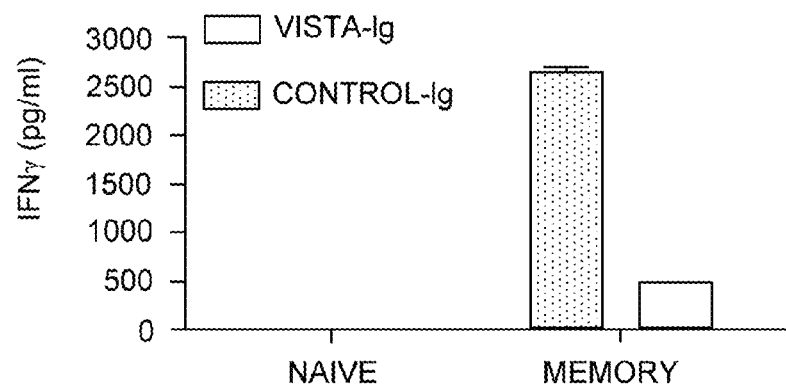 VISTA-Ig
CONTROL-Ig
IFNγ (pg/ml)
3000
2500
2000
1500
1000
500
0
NAIVE
MEMORY